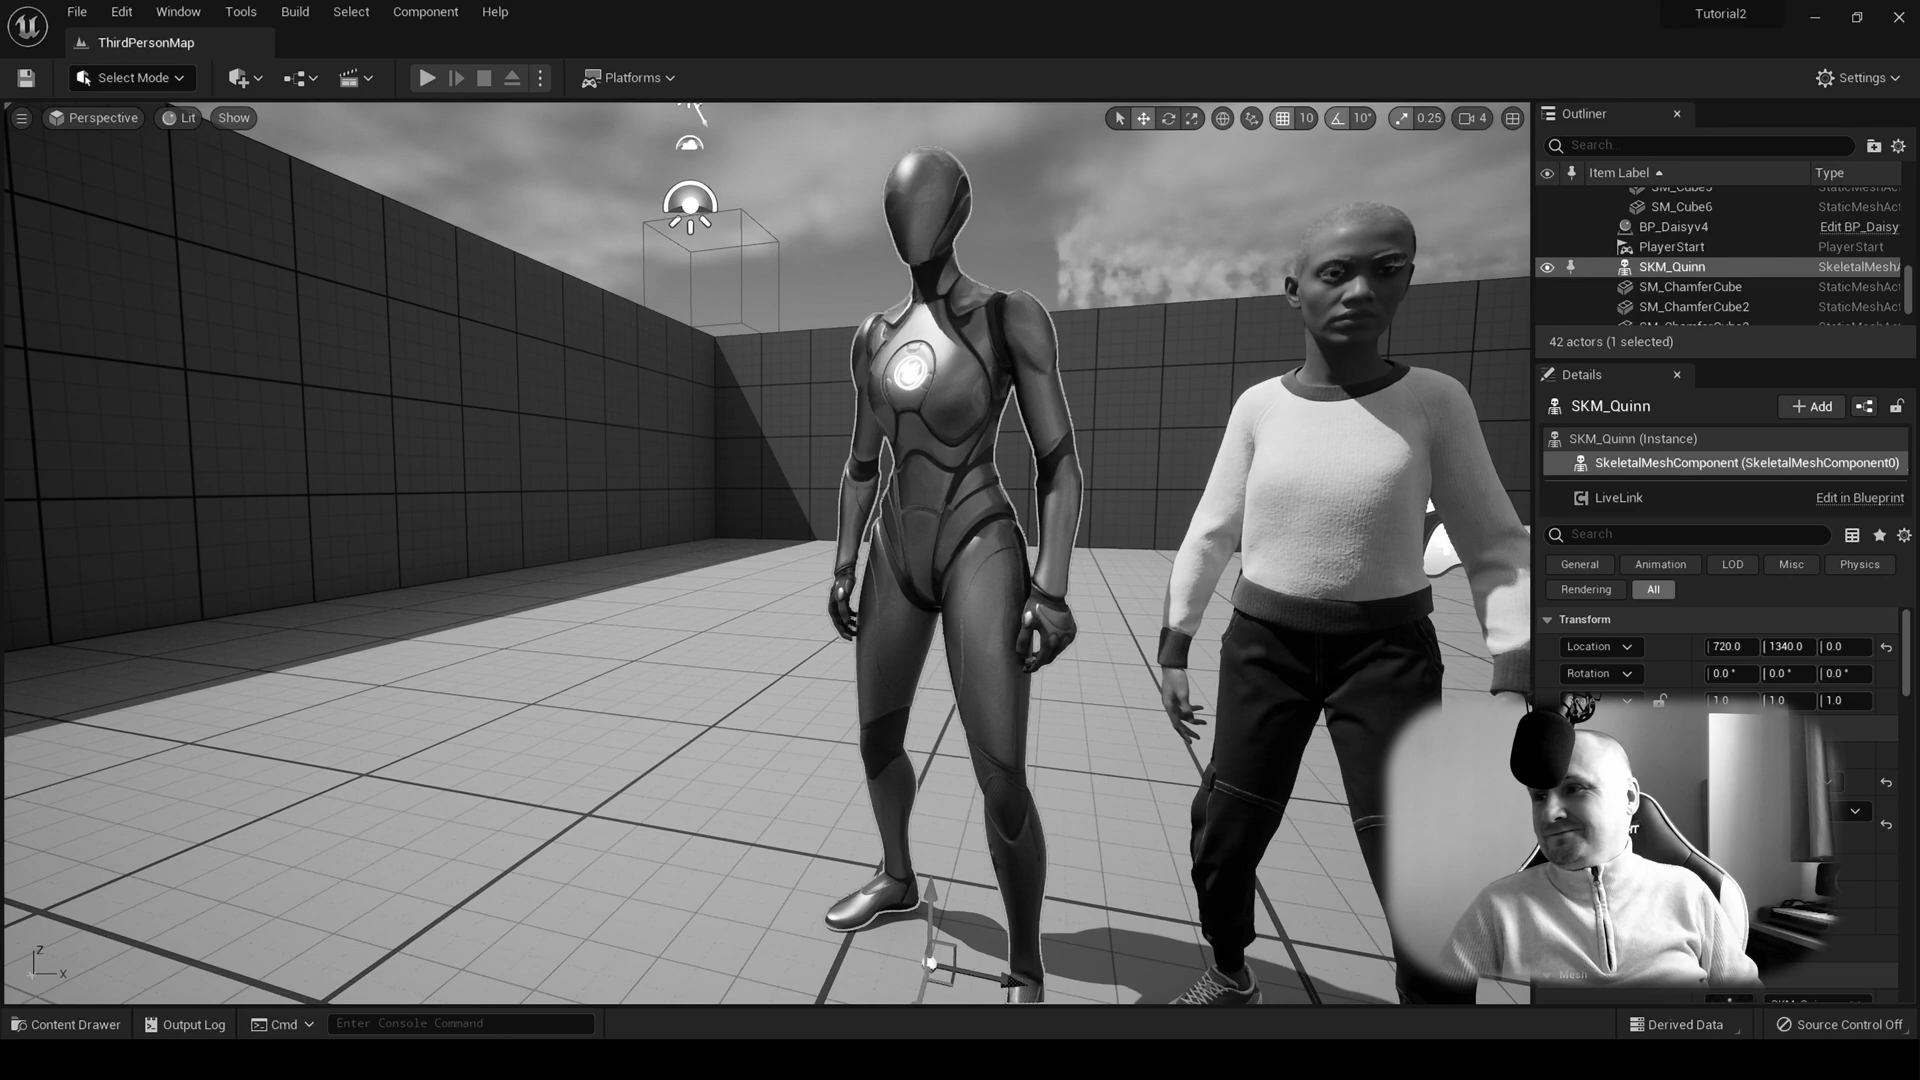 File Edit Window Tools Build Select Component Help
Tutorial2
ThirdPersonMap
Select Mode
Platforms
Settings
Perspective
Lit
Show
10
10°
0.25
4
Outliner
Search...
Item Label
Type
SM_Cube5
StaticMeshAct
SM_Cube6
StaticMeshAct
BP_Daisyv4
Edit BP_Daisy
PlayerStart
PlayerStart
SKM_Quinn
SkeletalMeshA
SM_ChamferCube
StaticMeshAct
SM_ChamferCube2
StaticMeshAct
42 actors (1 selected)
Details
SKM_Quinn
Add
SKM_Quinn (Instance)
SkeletalMeshComponent (SkeletalMeshComponent0)
LiveLink
Edit in Blueprint
Search
General Animation LOD Misc Physics
Rendering All
Transform
Location 720.0 1340.0 0.0
Rotation 0.0° 0.0° 0.0°
1.0 1.0 1.0
Mesh
Z
X
Content Drawer
Output Log
Cmd
Enter Console Command
Derived Data
Source Control Off